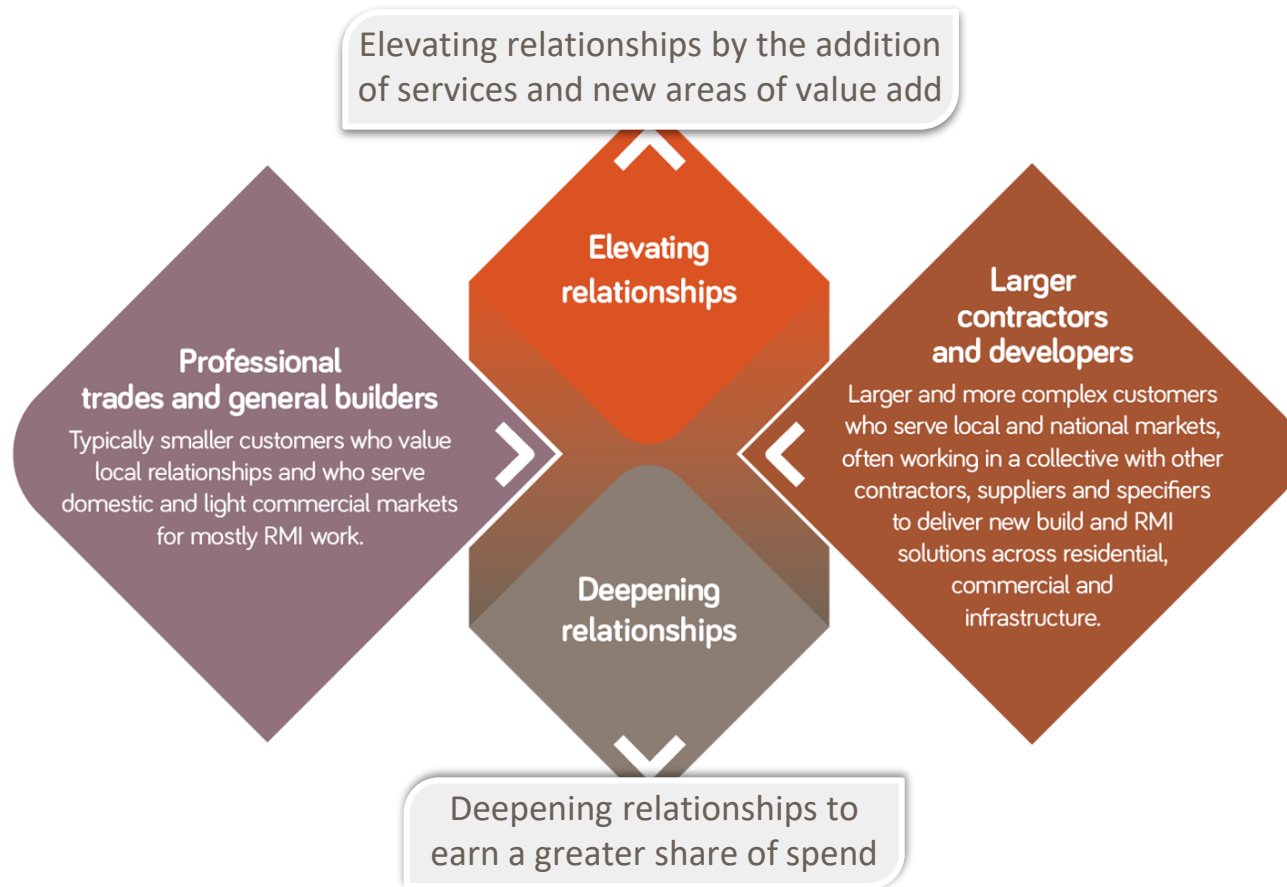 Elevating relationships by the addition
of services and new areas of value add
Elevating
relationships
Professional
trades and general builders
Typically smaller customers who value
local relationships and who serve
domestic and light commercial markets
for mostly RMI work.
Larger
contractors
and developers
Larger and more complex customers
who serve local and national markets,
often working in a collective with other
contractors, suppliers and specifiers
to deliver new build and RMI
solutions across residential,
commercial and
infrastructure.
Deepening
relationships
Deepening relationships to
earn a greater share of spend